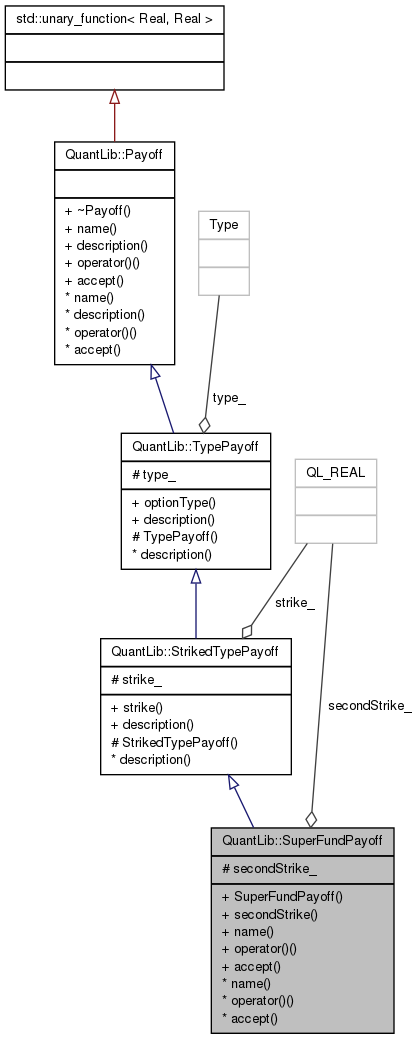 std::unary_function< Real, Real >
QuantLib::Payoff
+ ~Payoff()
+ name()
+ description()
+ operator()()
+ accept()
* name()
* description()
* operator()()
* accept()
Type
type_
QuantLib::TypePayoff
# type_
+ optionType()
+ description()
# TypePayoff()
* description()
QL_REAL
strike_
secondStrike_
QuantLib::StrikedTypePayoff
# strike_
+ strike()
+ description()
# StrikedTypePayoff()
* description()
QuantLib::SuperFundPayoff
# secondStrike_
+ SuperFundPayoff()
+ secondStrike()
+ name()
+ operator()()
+ accept()
* name()
* operator()()
* accept()